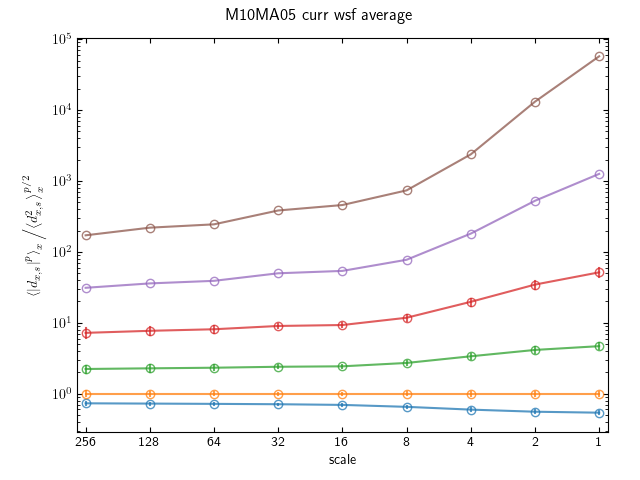 M10MA05 curr wsf average
10^5
10^4
10^3
10^2
10^1
10^0
⟨|d_{x,s}|^p⟩_x / ⟨d_{x,s}^2⟩_x^{p/2}
256 128 64 32 16 8 4 2 1
scale